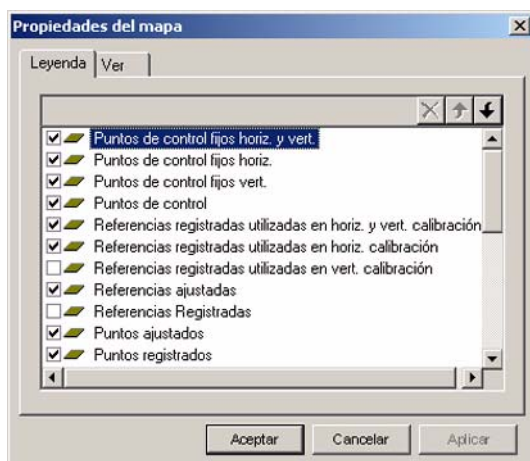 Propiedades del mapa
Leyenda
Ver
Puntos de control fijos horiz. y vert.
Puntos de control fijos horiz.
Puntos de control fijos vert.
Puntos de control
Referencias registradas utilizadas en horiz. y vert. calibración
Referencias registradas utilizadas en horiz. calibración
Referencias registradas utilizadas en vert. calibración
Referencias ajustadas
Referencias Registradas
Puntos ajustados
Puntos registrados
Aceptar
Cancelar
Aplicar